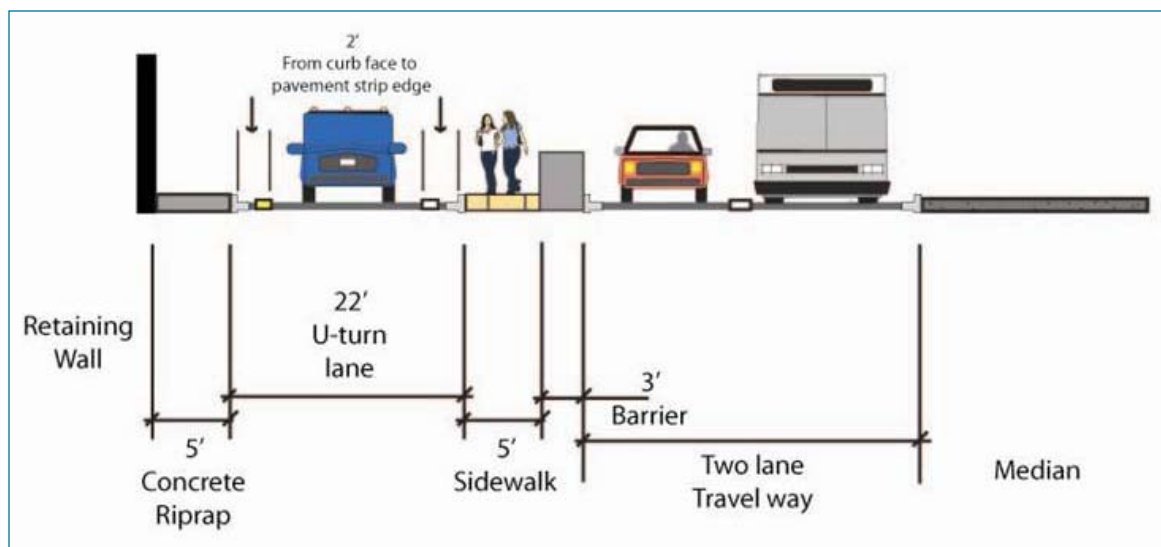 2’
From curb face to
pavement strip edge
Retaining
Wall
5’
Concrete
Riprap
22’
U-turn
lane
5’
Sidewalk
3’
Barrier
Two lane
Travel way
Median